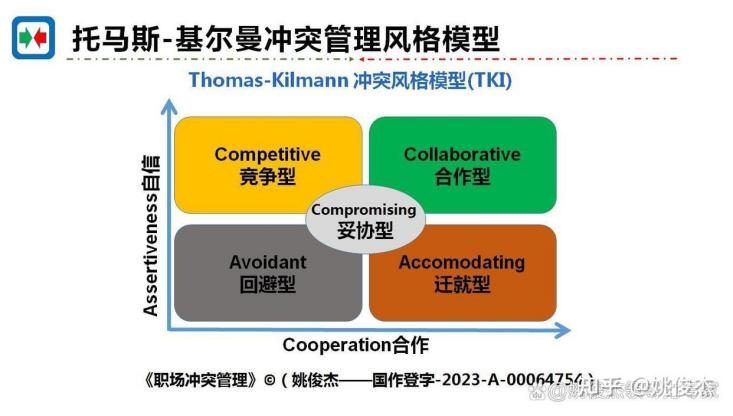 托马斯-基尔曼冲突管理风格模型
Thomas-Kilmann 冲突风格模型(TKI)
Assertiveness自信
Competitive
竞争型
Collaborative
合作型
Compromising
妥协型
Avoidant
回避型
Accomodating
迁就型
Cooperation合作
《职场冲突管理》©（姚俊杰——国作登字-2023-A-00064754）
知乎 @姚俊杰